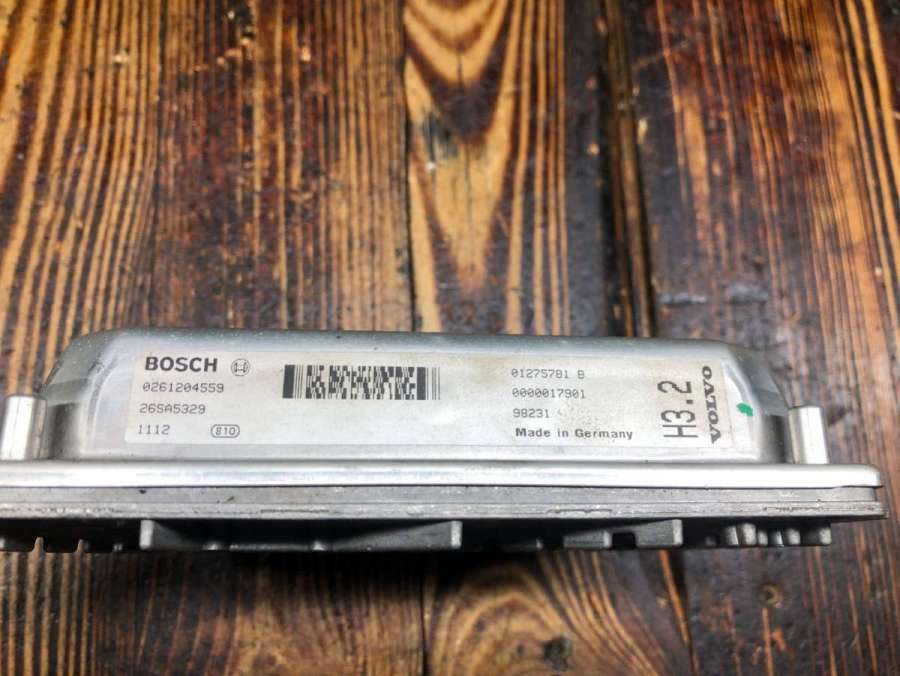 BOSCH
0261204559
26SA5329
1112 810
01275781 B
0000017901
98231
Made in Germany
H3.2
VOLVO